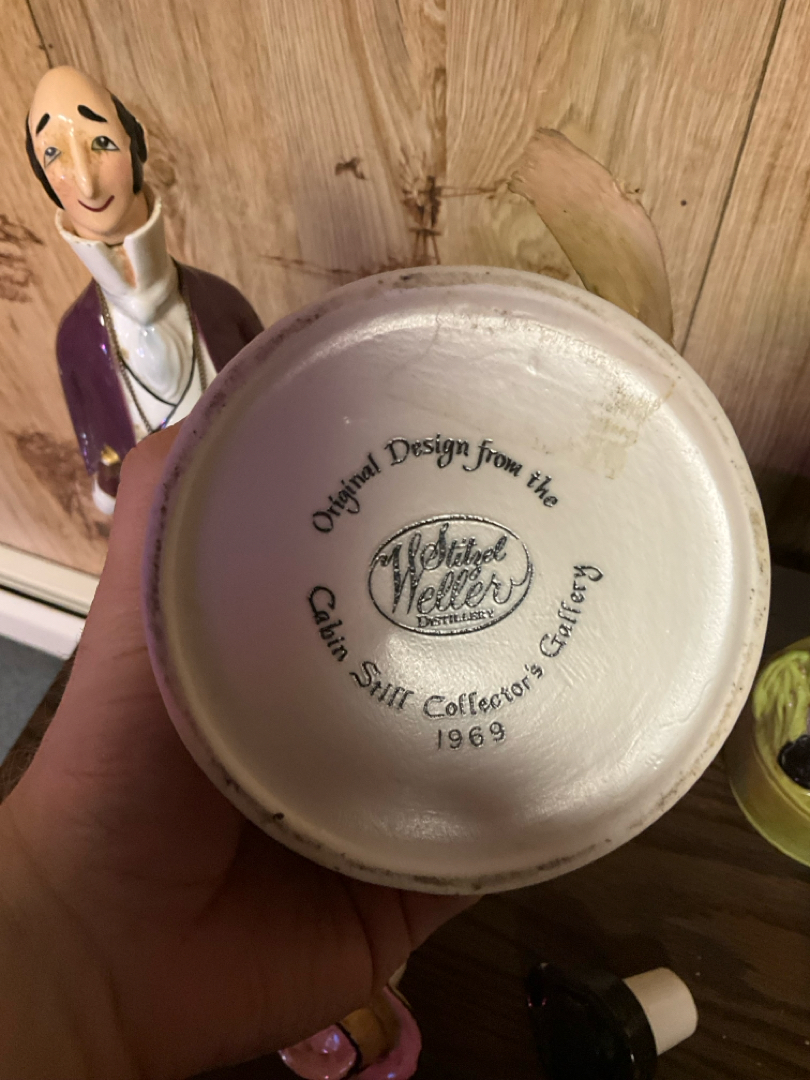 Original Design from the
Stitzel
Weller
DISTILLERY
Cabin Still Collector's Gallery
1969